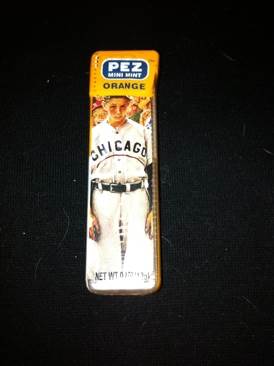 PEZ
MINI MINT
ORANGE
CHICAGO
NET WT